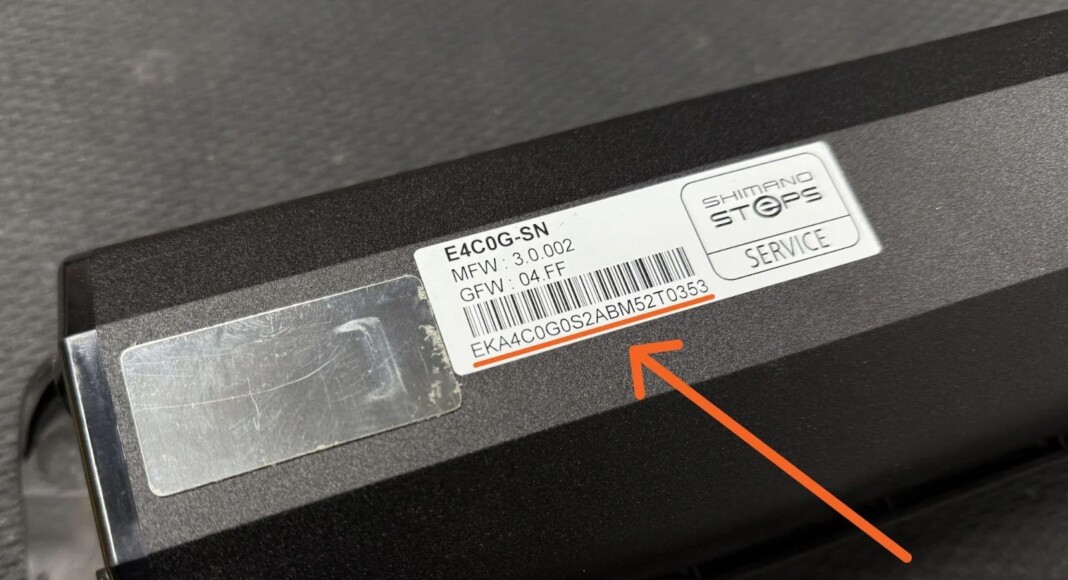 E4C0G-SN
MFW : 3.0.002
GFW : 04.FF
EKA4C0G0S2ABM52T0353
SHIMANO
STePS
SERVICE